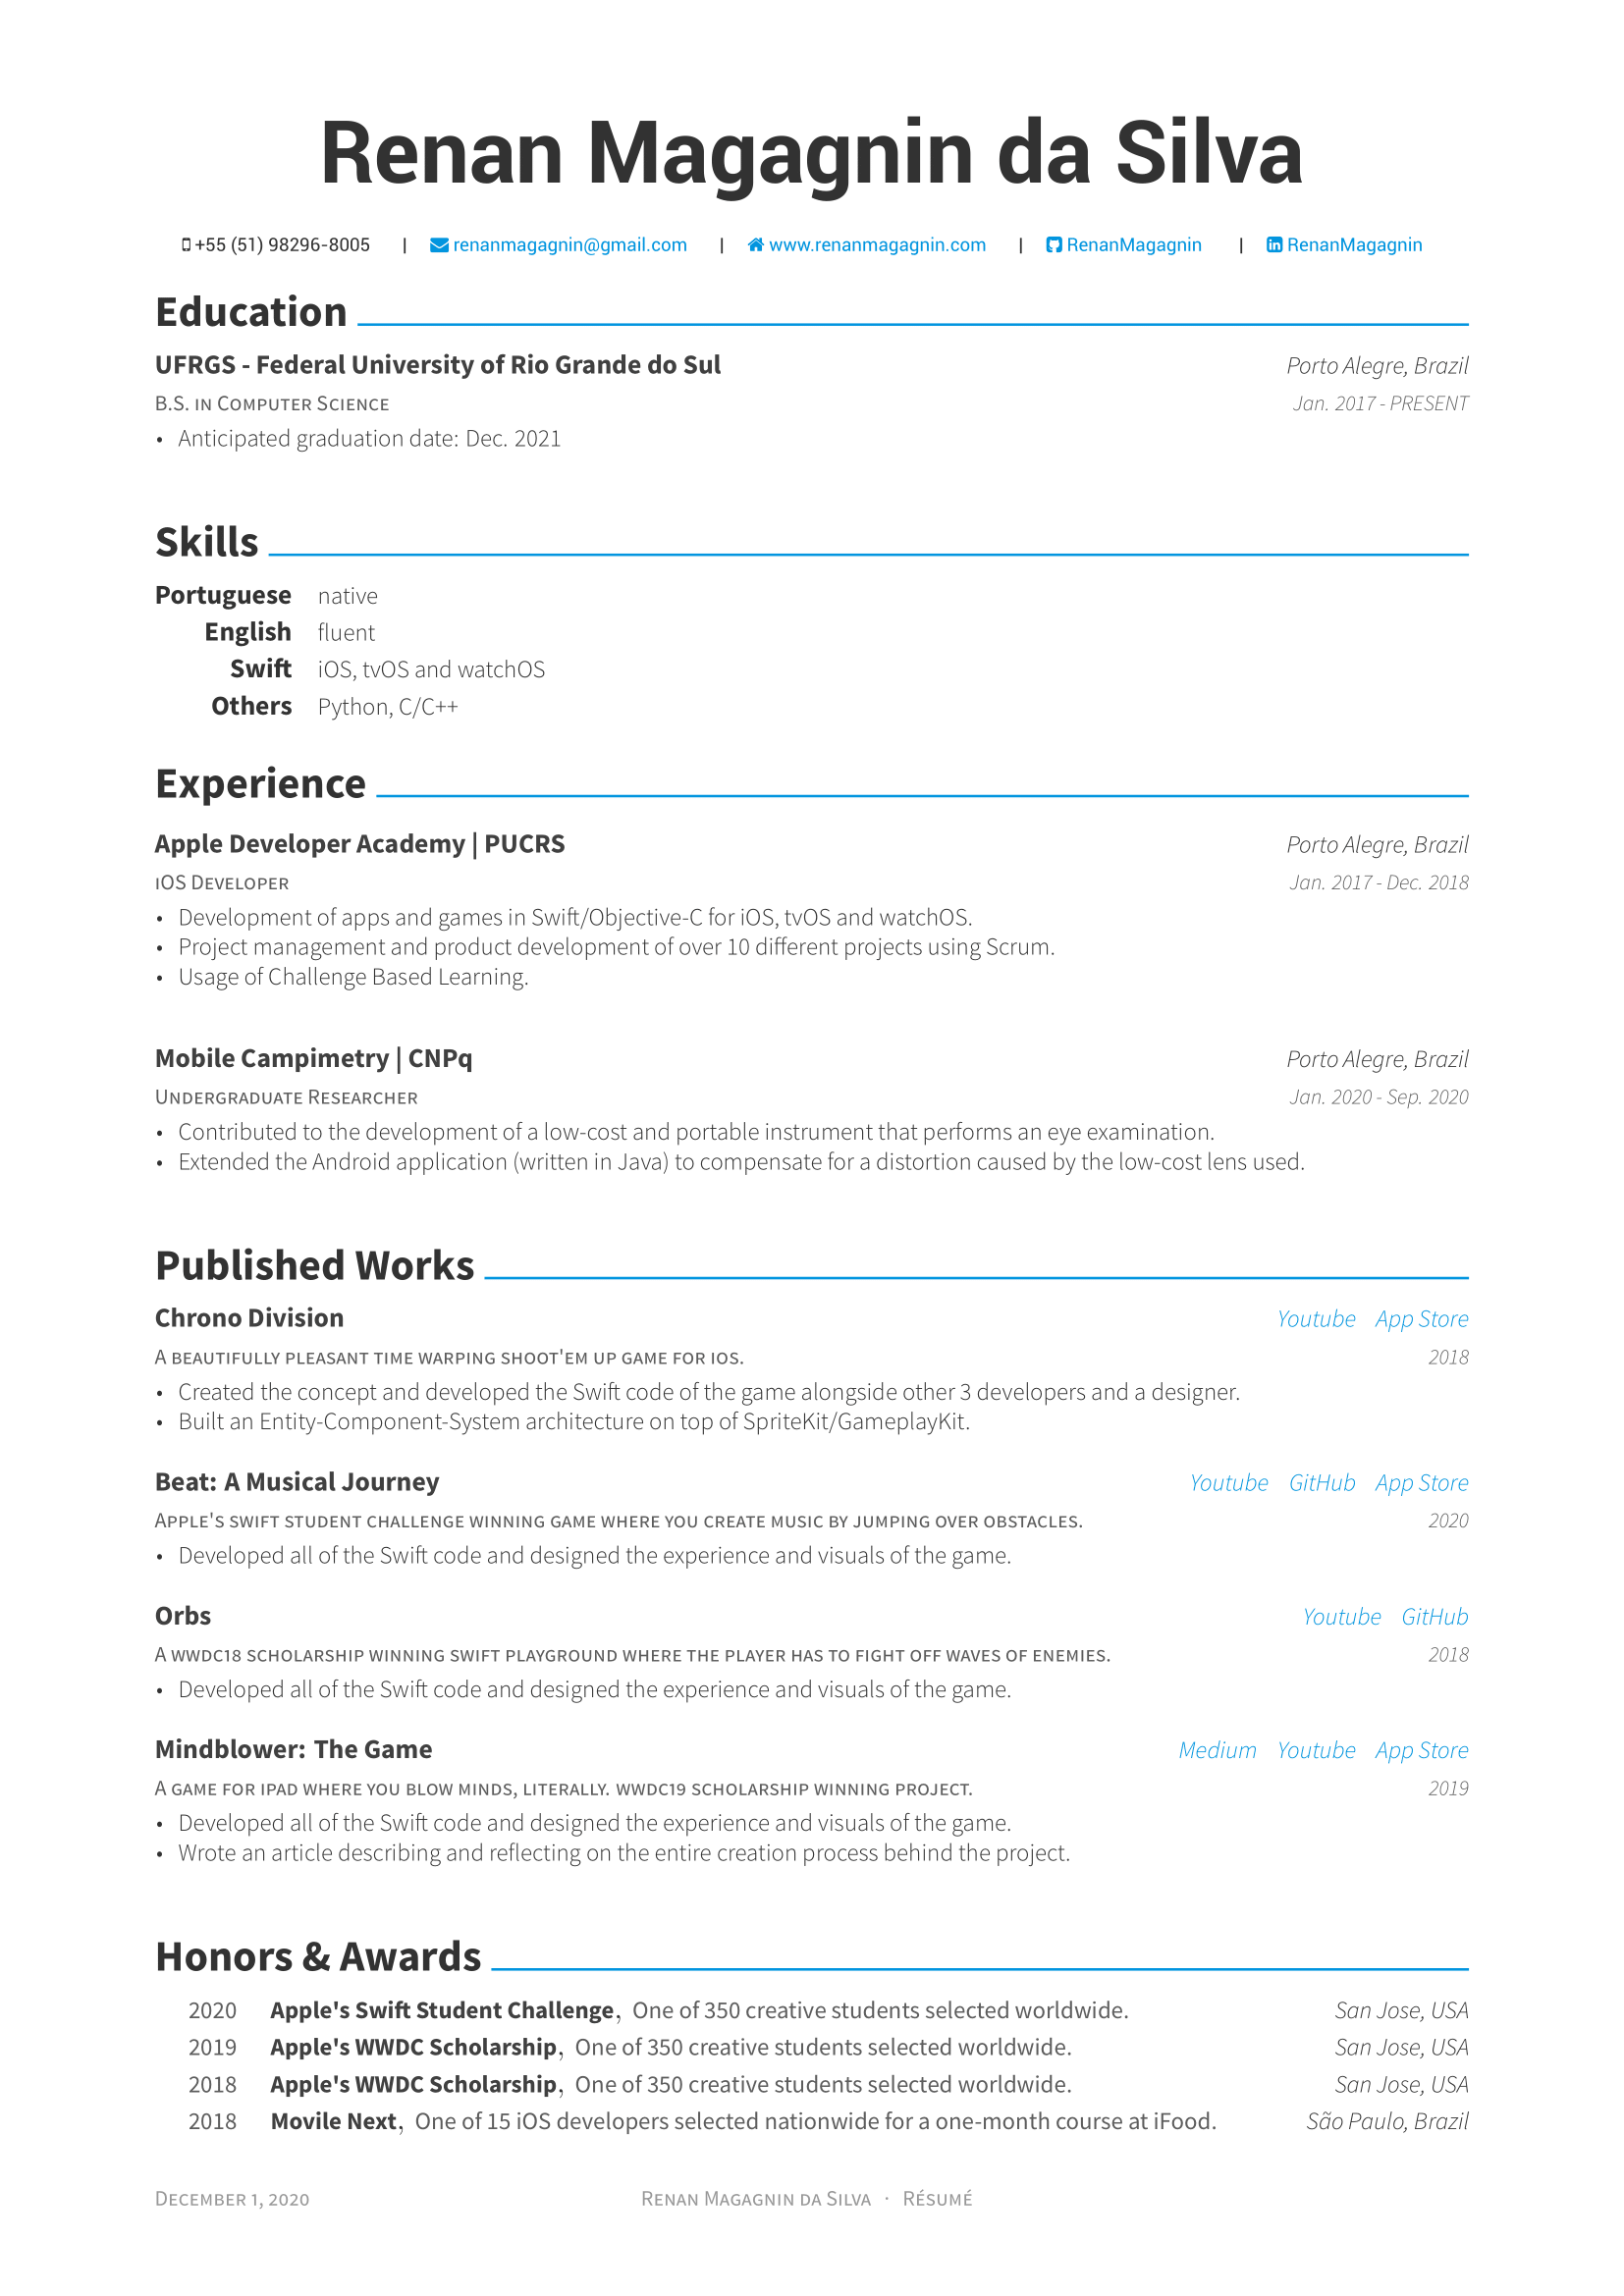 Renan Magagnin da Silva
+55 (51) 98296-8005 | renanmagagnin@gmail.com | www.renanmagagnin.com | RenanMagagnin | RenanMagagnin
Education
UFRGS - Federal University of Rio Grande do Sul Porto Alegre, Brazil
B.S. in Computer Science Jan. 2017 - PRESENT
• Anticipated graduation date: Dec. 2021
Skills
Portuguese native
English fluent
Swift iOS, tvOS and watchOS
Others Python, C/C++
Experience
Apple Developer Academy | PUCRS Porto Alegre, Brazil
iOS Developer Jan. 2017 - Dec. 2018
• Development of apps and games in Swift/Objective-C for iOS, tvOS and watchOS.
• Project management and product development of over 10 different projects using Scrum.
• Usage of Challenge Based Learning.
Mobile Campimetry | CNPq Porto Alegre, Brazil
Undergraduate Researcher Jan. 2020 - Sep. 2020
• Contributed to the development of a low-cost and portable instrument that performs an eye examination.
• Extended the Android application (written in Java) to compensate for a distortion caused by the low-cost lens used.
Published Works
Chrono Division Youtube App Store
A beautifully pleasant time warping shoot'em up game for ios. 2018
• Created the concept and developed the Swift code of the game alongside other 3 developers and a designer.
• Built an Entity-Component-System architecture on top of SpriteKit/GameplayKit.
Beat: A Musical Journey Youtube GitHub App Store
Apple's swift student challenge winning game where you create music by jumping over obstacles. 2020
• Developed all of the Swift code and designed the experience and visuals of the game.
Orbs Youtube GitHub
A wwdc18 scholarship winning swift playground where the player has to fight off waves of enemies. 2018
• Developed all of the Swift code and designed the experience and visuals of the game.
Mindblower: The Game Medium Youtube App Store
A game for ipad where you blow minds, literally. wwdc19 scholarship winning project. 2019
• Developed all of the Swift code and designed the experience and visuals of the game.
• Wrote an article describing and reflecting on the entire creation process behind the project.
Honors & Awards
2020 Apple's Swift Student Challenge, One of 350 creative students selected worldwide. San Jose, USA
2019 Apple's WWDC Scholarship, One of 350 creative students selected worldwide. San Jose, USA
2018 Apple's WWDC Scholarship, One of 350 creative students selected worldwide. San Jose, USA
2018 Movile Next, One of 15 iOS developers selected nationwide for a one-month course at iFood. São Paulo, Brazil
December 1, 2020 Renan Magagnin da Silva · Résumé